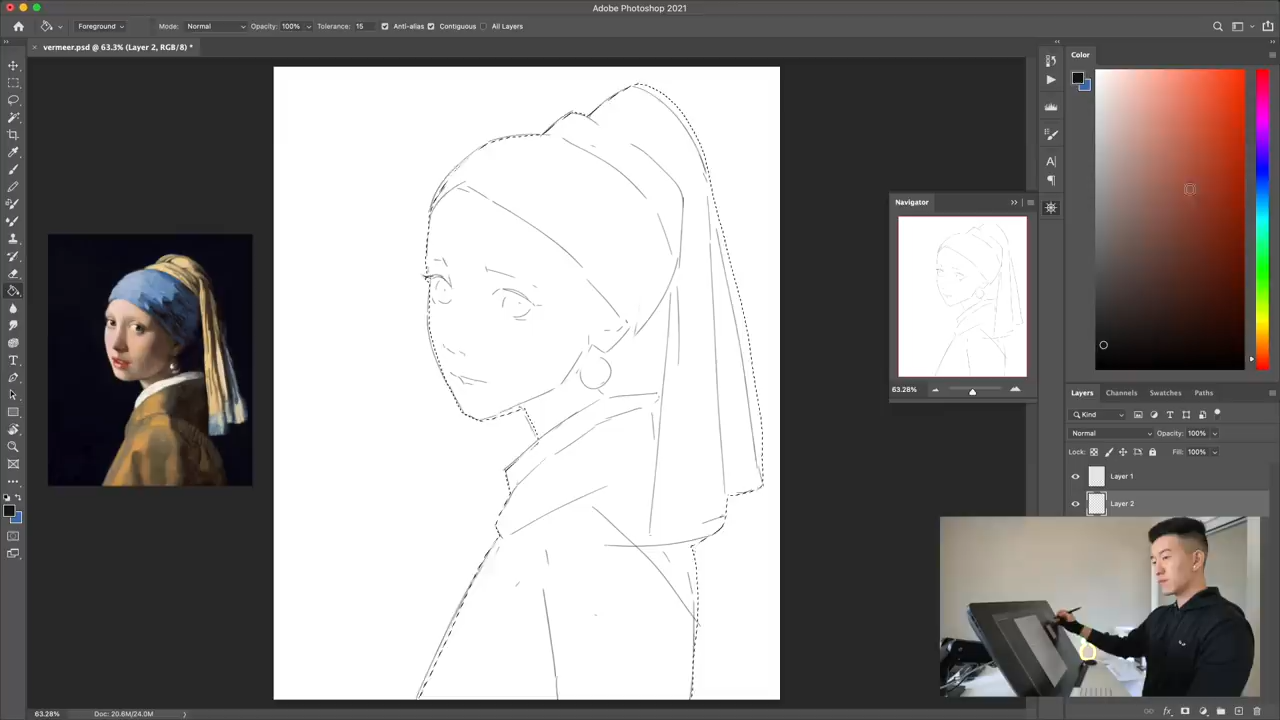 Adobe Photoshop 2021
Foreground Mode: Normal Opacity: 100% Tolerance: 15 Anti-alias Contiguous All Layers
vermeer.psd @ 63.3% (Layer 2, RGB/8) *
Color
Navigator
63.28%
Layers Channels Swatches Paths
Kind
Normal Opacity: 100%
Lock: Fill: 100%
Layer 1
Layer 2
63.28% Doc: 20.6M/24.0M